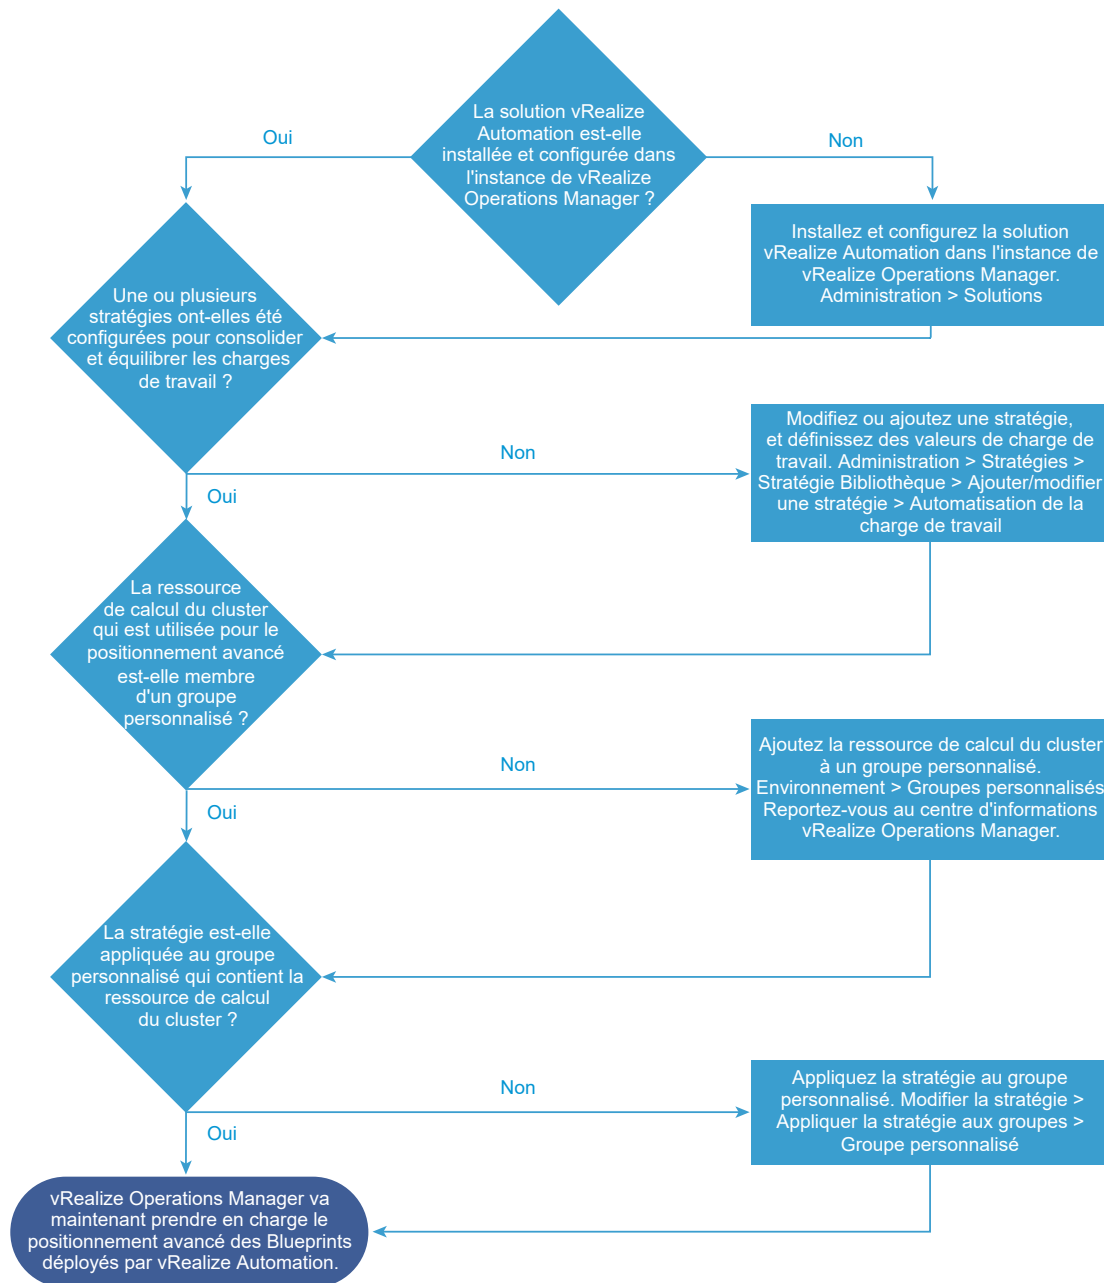 La solution vRealize
Automation est-elle
installée et configurée dans
l'instance de vRealize
Operations Manager ?
Oui
Non
Installez et configurez la solution
vRealize Automation dans l'instance de
vRealize Operations Manager.
Administration > Solutions
Une ou plusieurs
stratégies ont-elles été
configurées pour consolider
et équilibrer les charges
de travail ?
Non
Oui
Modifiez ou ajoutez une stratégie,
et définissez des valeurs de charge de
travail. Administration > Stratégies >
Stratégie Bibliothèque > Ajouter/modifier
une stratégie > Automatisation de la
charge de travail
La ressource
de calcul du cluster
qui est utilisée pour le
positionnement avancé
est-elle membre
d'un groupe
personnalisé ?
Non
Oui
Ajoutez la ressource de calcul du cluster
à un groupe personnalisé.
Environnement > Groupes personnalisés
Reportez-vous au centre d'informations
vRealize Operations Manager.
La stratégie est-elle
appliquée au groupe
personnalisé qui contient la
ressource de calcul
du cluster ?
Non
Oui
Appliquez la stratégie au groupe
personnalisé. Modifier la stratégie >
Appliquer la stratégie aux groupes >
Groupe personnalisé
vRealize Operations Manager va
maintenant prendre en charge le
positionnement avancé des Blueprints
déployés par vRealize Automation.